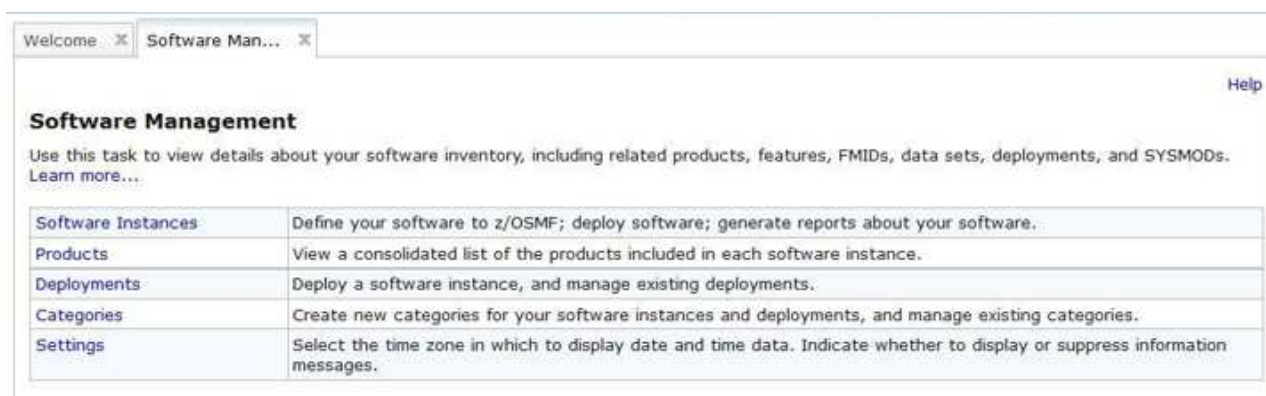 Welcome
Software Man...
Help
Software Management
Use this task to view details about your software inventory, including related products, features, FMIDs, data sets, deployments, and SYSMODs.
Learn more...
Software Instances Define your software to z/OSMF; deploy software; generate reports about your software.
Products View a consolidated list of the products included in each software instance.
Deployments Deploy a software instance, and manage existing deployments.
Categories Create new categories for your software instances and deployments, and manage existing categories.
Settings Select the time zone in which to display date and time data. Indicate whether to display or suppress information
messages.